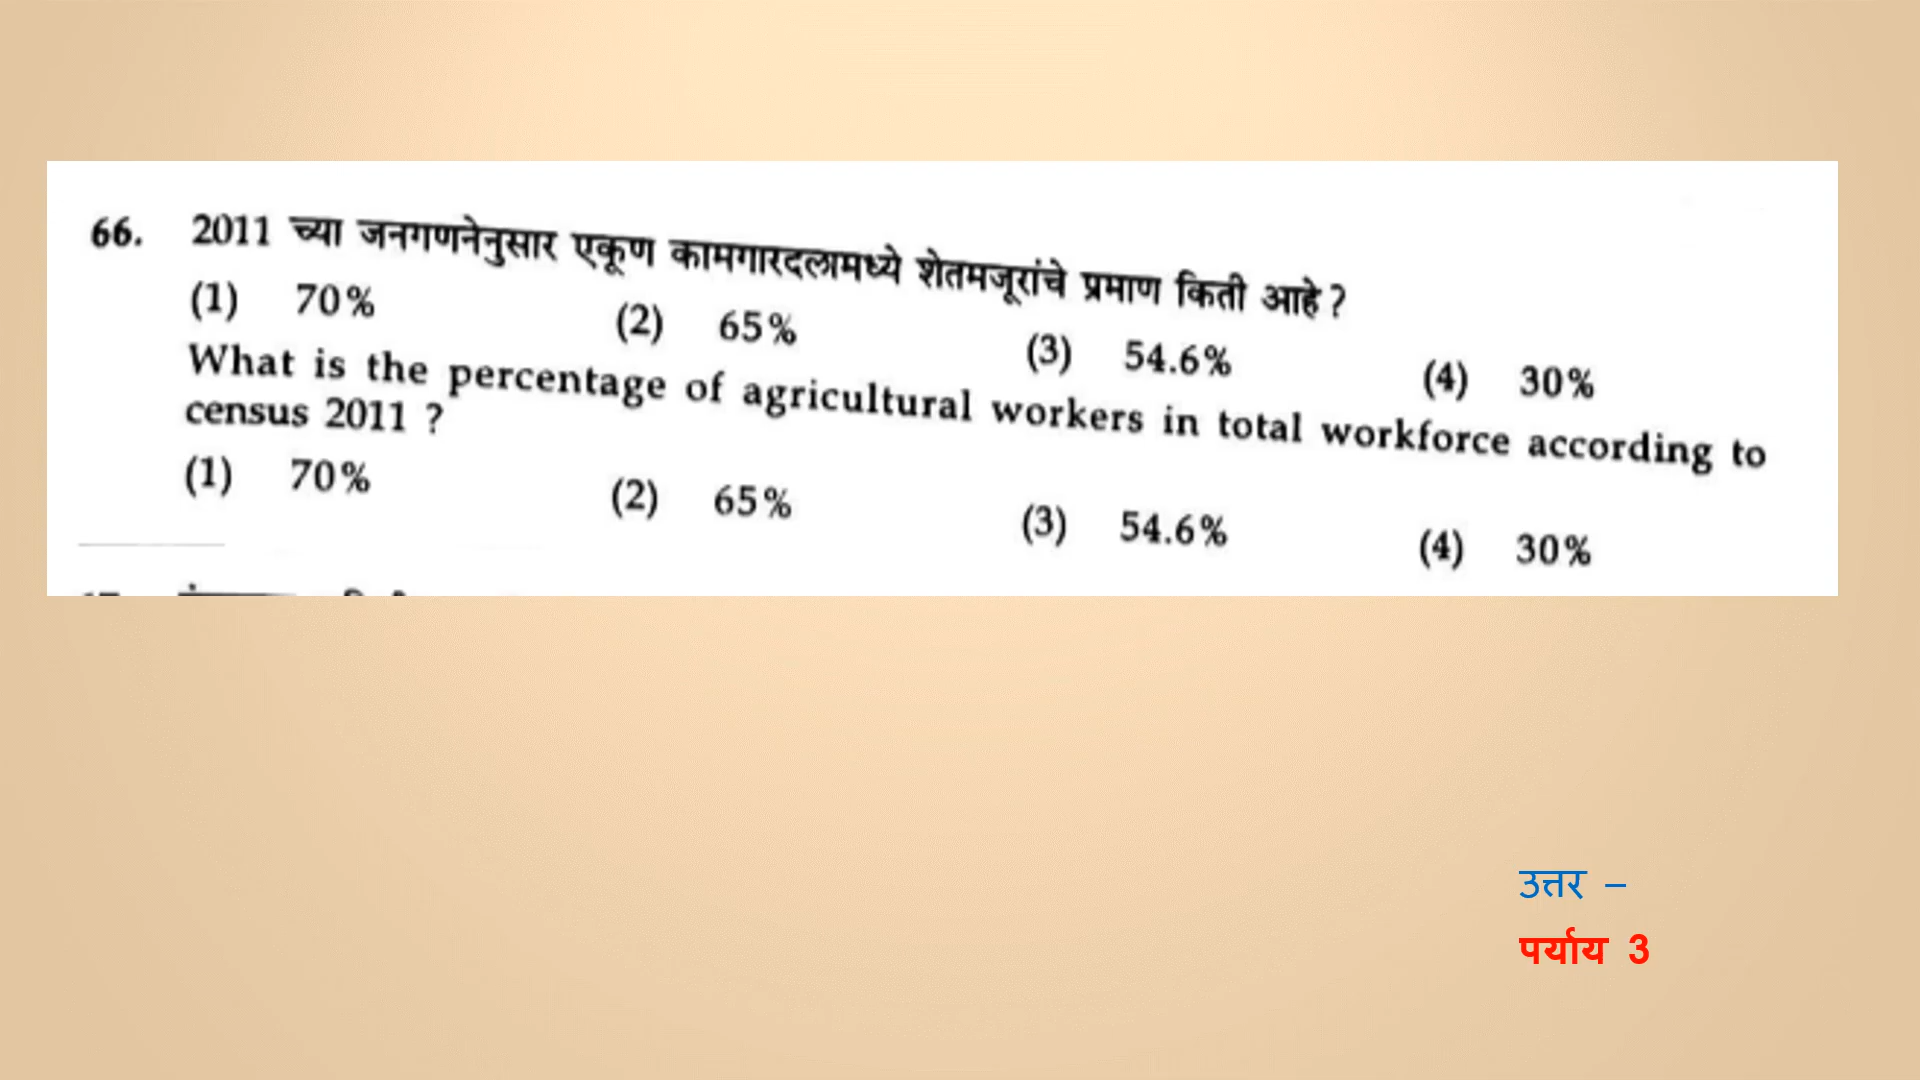 66. 2011 च्या जनगणनेनुसार एकूण कामगारदलामध्ये शेतमजूरांचे प्रमाण किती आहे ?
(1) 70% (2) 65% (3) 54.6% (4) 30%
What is the percentage of agricultural workers in total workforce according to
census 2011 ?
(1) 70% (2) 65% (3) 54.6% (4) 30%
उत्तर –
पर्याय 3